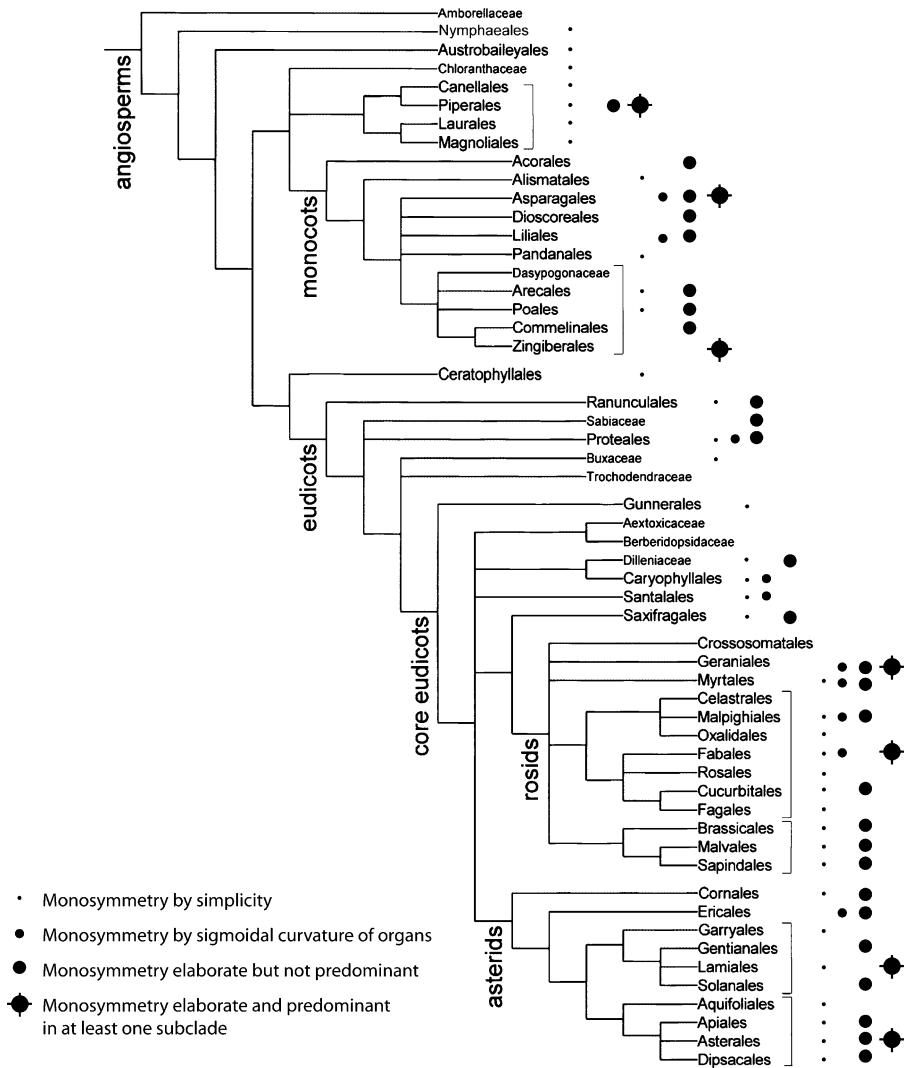 Amborellaceae
Nymphaeales
Austrobaileyales
Chloranthaceae
Canellales
Piperales
Laurales
Magnoliales
angiosperms
Acorales
Alismatales
Asparagales
Dioscoreales
Liliales
Pandanales
Dasypogonaceae
Arecales
Poales
Commelinales
Zingiberales
monocots
Ceratophyllales
Ranunculales
Sabiaceae
Proteales
Buxaceae
Trochodendraceae
eudicots
Gunnerales
Aextoxicaceae
Berberidopsidaceae
Dilleniaceae
Caryophyllales
Santalales
Saxifragales
core eudicots
Crossosomatales
Geraniales
Myrtales
Celastrales
Malpighiales
Oxalidales
Fabales
Rosales
Cucurbitales
Fagales
Brassicales
Malvales
Sapindales
rosids
Cornales
Ericales
Garryales
Gentianales
Lamiales
Solanales
Aquifoliales
Apiales
Asterales
Dipsacales
asterids
Monosymmetry by simplicity
Monosymmetry by sigmoidal curvature of organs
Monosymmetry elaborate but not predominant
Monosymmetry elaborate and predominant
in at least one subclade